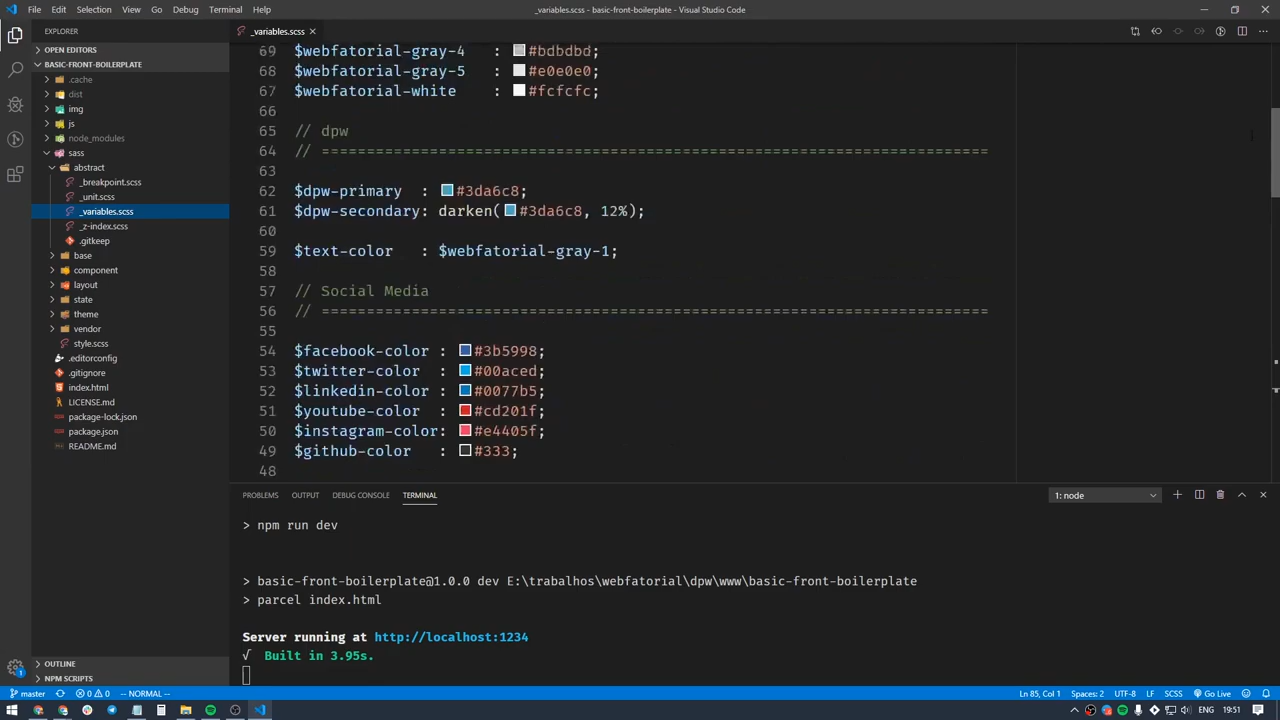 File Edit Selection View Go Debug Terminal Help
_variables.scss - basic-front-boilerplate - Visual Studio Code
EXPLORER
OPEN EDITORS
BASIC-FRONT-BOILERPLATE
.cache
dist
img
js
node_modules
sass
abstract
_breakpoint.scss
_unit.scss
_variables.scss
_z-index.scss
.gitkeep
base
component
layout
state
theme
vendor
style.scss
.editorconfig
.gitignore
index.html
LICENSE.md
package-lock.json
package.json
README.md
OUTLINE
NPM SCRIPTS
_variables.scss
69 $webfatorial-gray-4 : #bdbdbd;
68 $webfatorial-gray-5 : #e0e0e0;
67 $webfatorial-white : #fcfcfc;
66
65 // dpw
64 // ==========================================================================
63
62 $dpw-primary : #3da6c8;
61 $dpw-secondary: darken(#3da6c8, 12%);
60
59 $text-color : $webfatorial-gray-1;
58
57 // Social Media
56 // ==========================================================================
55
54 $facebook-color : #3b5998;
53 $twitter-color : #00aced;
52 $linkedin-color : #0077b5;
51 $youtube-color : #cd201f;
50 $instagram-color: #e4405f;
49 $github-color : #333;
48
PROBLEMS OUTPUT DEBUG CONSOLE TERMINAL
1: node
> npm run dev
> basic-front-boilerplate@1.0.0 dev E:\trabalhos\webfatorial\dpw\www\basic-front-boilerplate
> parcel index.html
Server running at http://localhost:1234
√ Built in 3.95s.
1
master 0 0 -- NORMAL -- Ln 85, Col 1 Spaces: 2 UTF-8 LF SCSS Go Live
ENG 19:51